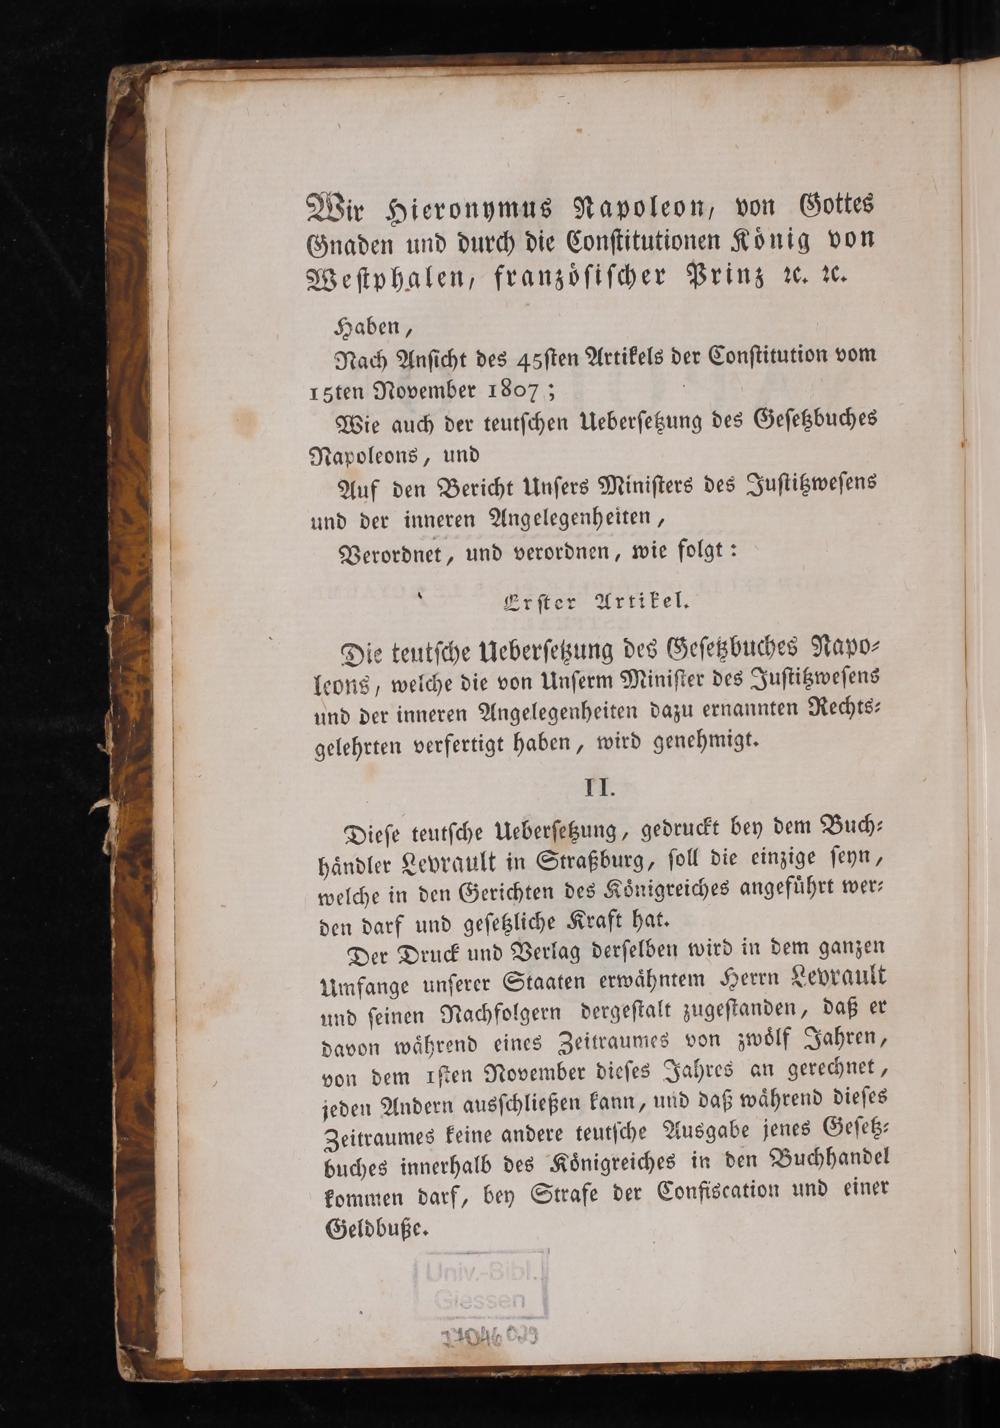 Wir Hieronymus Napoleon, von Gottes
Gnaden und durch die Constitutionen König von
Westphalen, französischer Prinz ꝛc. ꝛc.
Haben,
Nach Ansicht des 45sten Artikels der Constitution vom
15ten November 1807;
Wie auch der teutschen Uebersetzung des Gesetzbuches
Napoleons, und
Auf den Bericht Unsers Ministers des Justitzwesens
und der inneren Angelegenheiten,
Verordnet, und verordnen, wie folgt:
Erster Artikel.
Die teutsche Uebersetzung des Gesetzbuches Napo-
leons, welche die von Unserm Minister des Justitzwesens
und der inneren Angelegenheiten dazu ernannten Rechts-
gelehrten verfertigt haben, wird genehmigt.
II.
Diese teutsche Uebersetzung, gedruckt bey dem Buch-
händler Levrault in Straßburg, soll die einzige seyn,
welche in den Gerichten des Königreiches angeführt wer-
den darf und gesetzliche Kraft hat.
Der Druck und Verlag derselben wird in dem ganzen
Umfange unserer Staaten erwähntem Herrn Levrault
und seinen Nachfolgern dergestalt zugestanden, daß er
davon während eines Zeitraumes von zwölf Jahren,
von dem 1sten November dieses Jahres an gerechnet,
jeden Andern ausschließen kann, und daß während dieses
Zeitraumes keine andere teutsche Ausgabe jenes Gesetz-
buches innerhalb des Königreiches in den Buchhandel
kommen darf, bey Strafe der Confiscation und einer
Geldbuße.
Univ.-Bibl.
Giessen